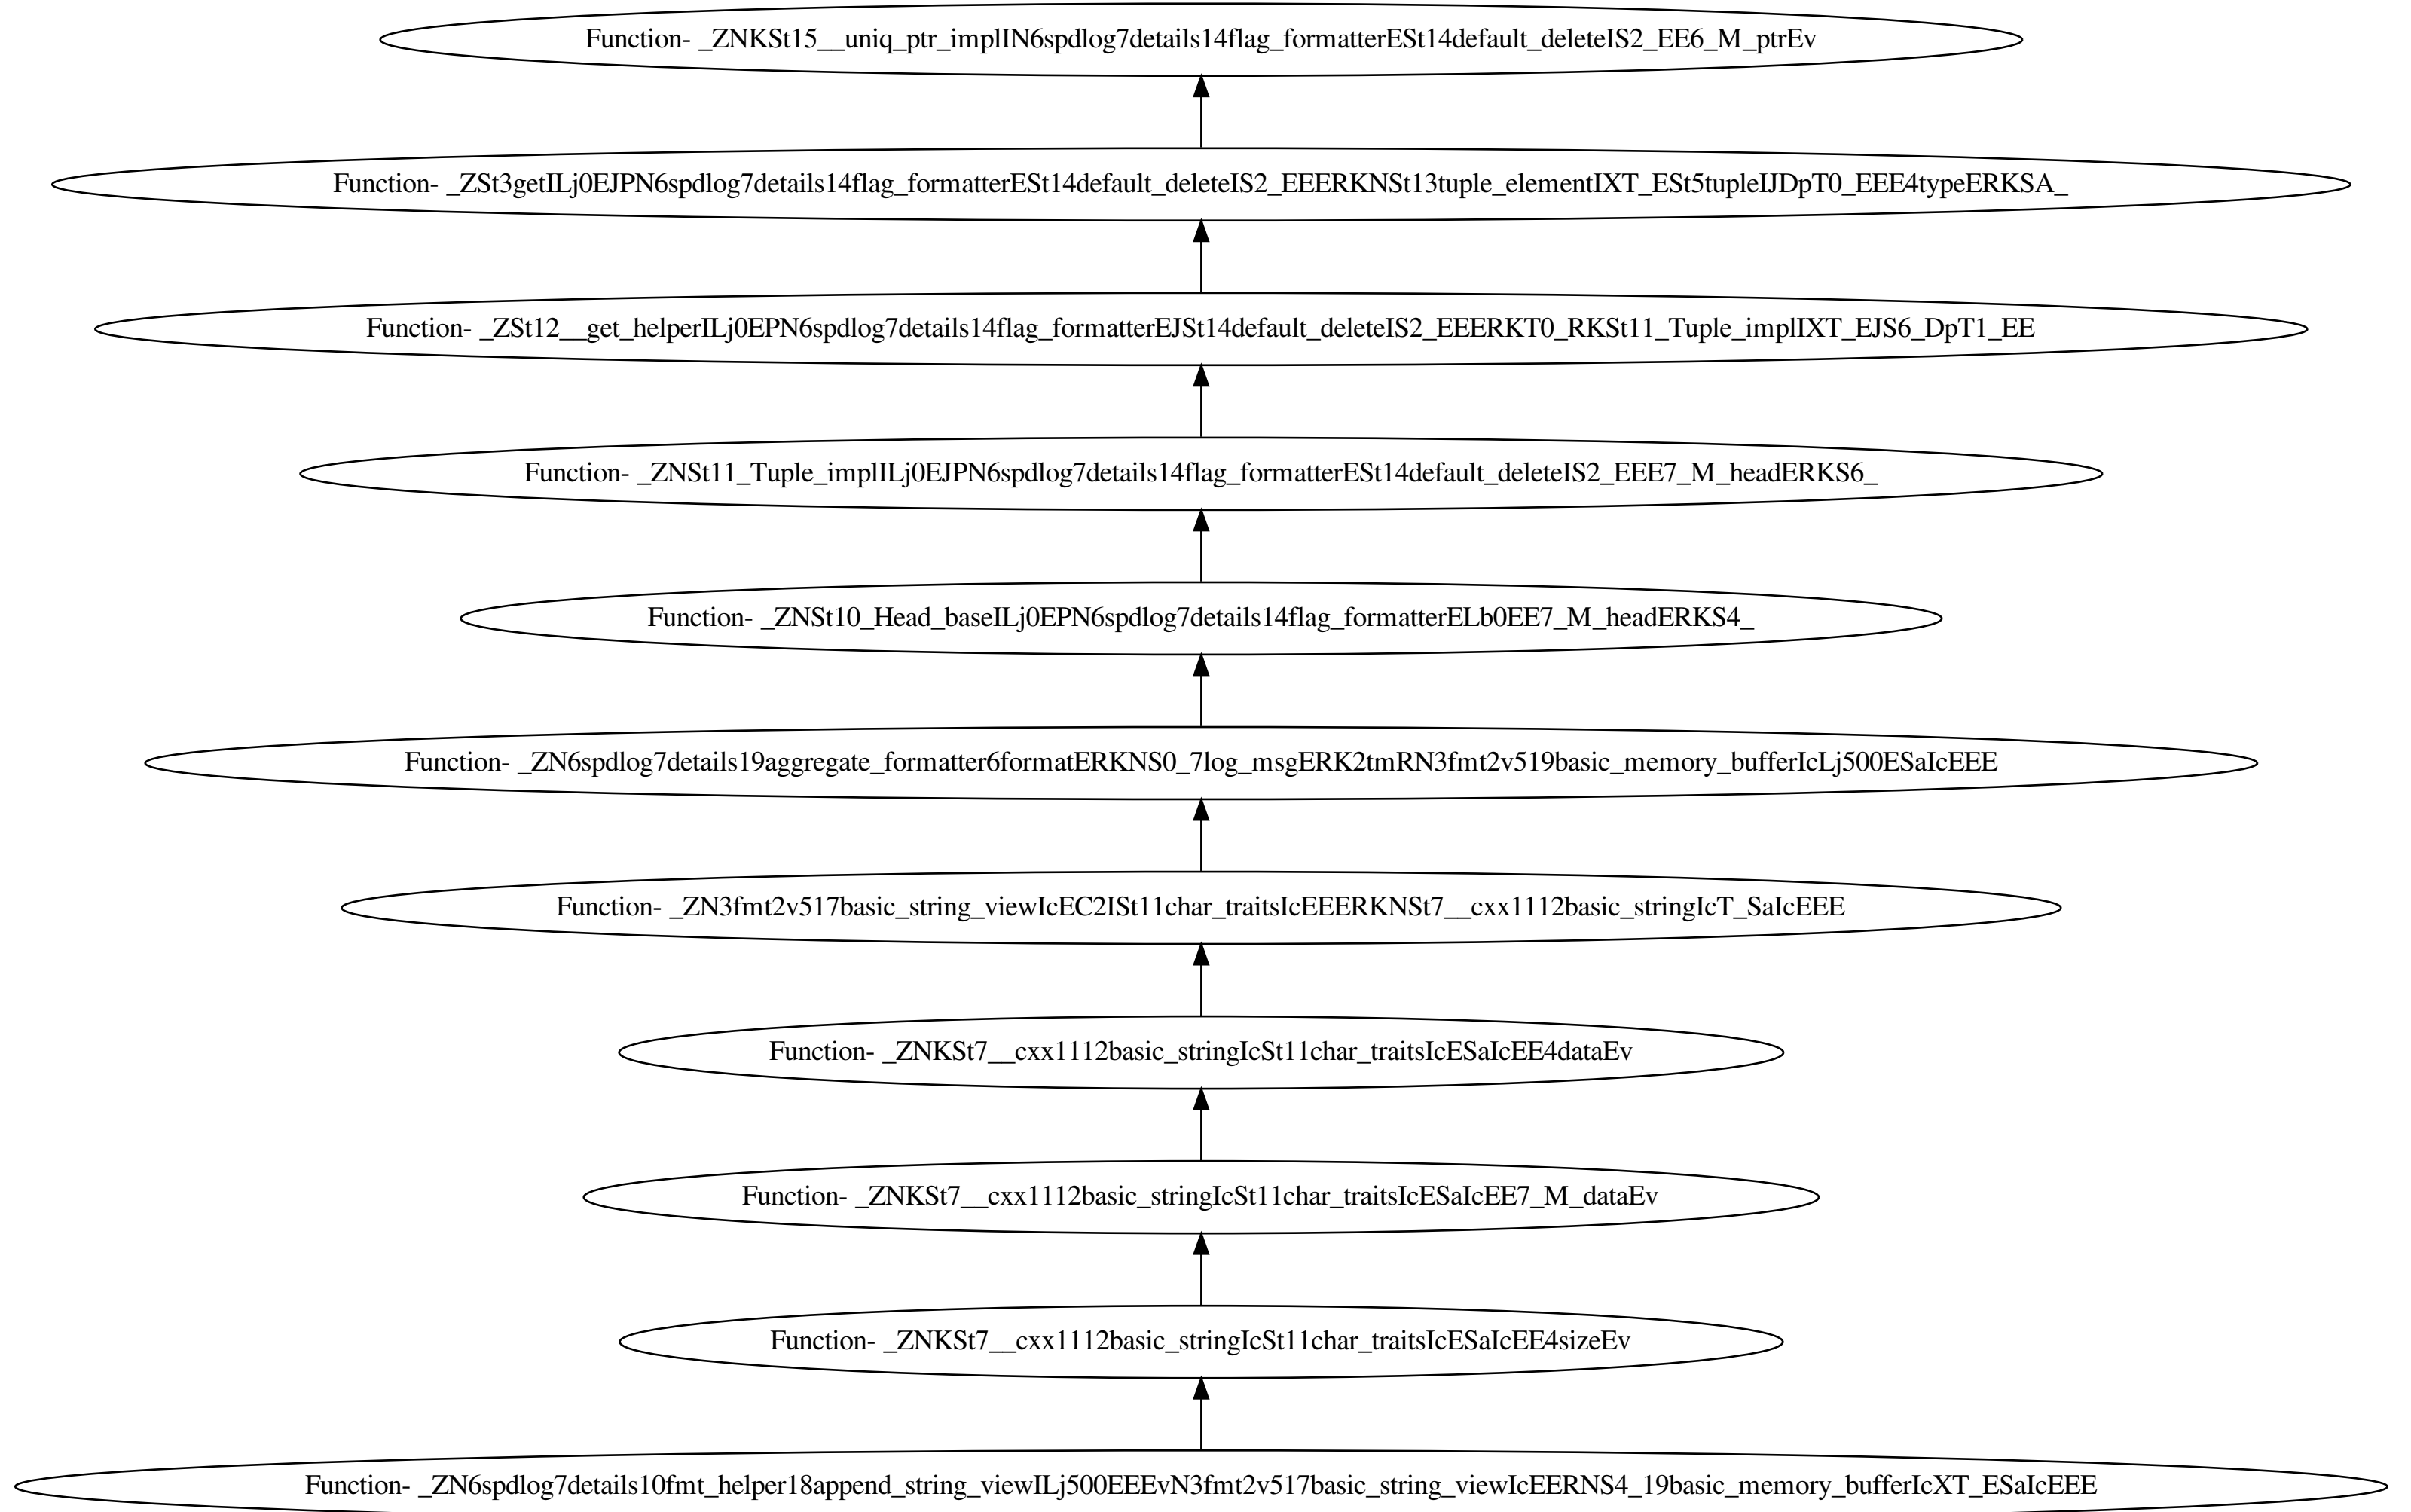 Function- _ZNKSt15__uniq_ptr_implIN6spdlog7details14flag_formatterESt14default_deleteIS2_EE6_M_ptrEv
Function- _ZSt3getILj0EJPN6spdlog7details14flag_formatterESt14default_deleteIS2_EEERKNSt13tuple_elementIXT_ESt5tupleIJDpT0_EEE4typeERKSA_
Function- _ZSt12__get_helperILj0EPN6spdlog7details14flag_formatterEJSt14default_deleteIS2_EEERKT0_RKSt11_Tuple_implIXT_EJS6_DpT1_EE
Function- _ZNSt11_Tuple_implILj0EJPN6spdlog7details14flag_formatterESt14default_deleteIS2_EEE7_M_headERKS6_
Function- _ZNSt10_Head_baseILj0EPN6spdlog7details14flag_formatterELb0EE7_M_headERKS4_
Function- _ZN6spdlog7details19aggregate_formatter6formatERKNS0_7log_msgERK2tmRN3fmt2v519basic_memory_bufferIcLj500ESaIcEEE
Function- _ZN3fmt2v517basic_string_viewIcEC2ISt11char_traitsIcEEERKNSt7__cxx1112basic_stringIcT_SaIcEEE
Function- _ZNKSt7__cxx1112basic_stringIcSt11char_traitsIcESaIcEE4dataEv
Function- _ZNKSt7__cxx1112basic_stringIcSt11char_traitsIcESaIcEE7_M_dataEv
Function- _ZNKSt7__cxx1112basic_stringIcSt11char_traitsIcESaIcEE4sizeEv
Function- _ZN6spdlog7details10fmt_helper18append_string_viewILj500EEEvN3fmt2v517basic_string_viewIcEERNS4_19basic_memory_bufferIcXT_ESaIcEEE